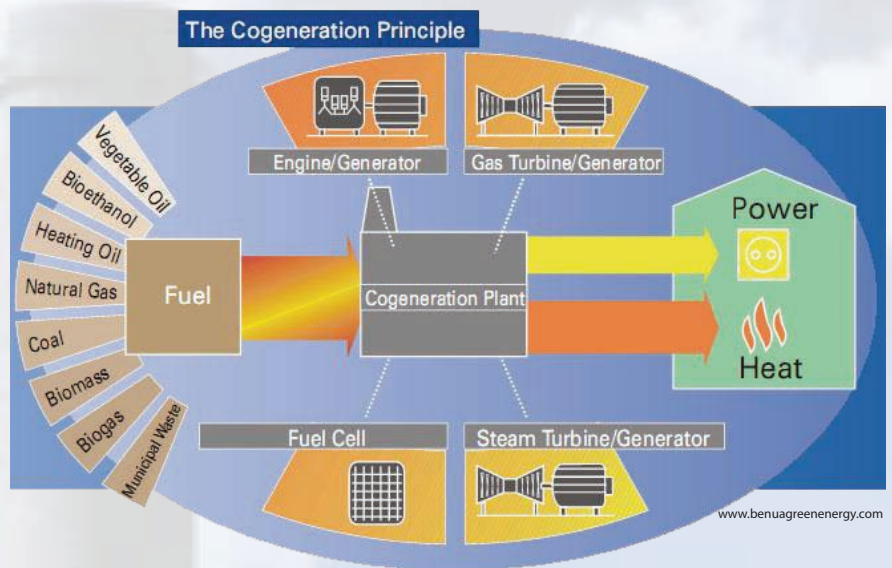 The Cogeneration Principle
Engine/Generator
Gas Turbine/Generator
Vegetable Oil
Bioethanol
Heating Oil
Natural Gas
Coal
Biomass
Biogas
Municipal Waste
Fuel
Cogeneration Plant
Power
Heat
Fuel Cell
Steam Turbine/Generator
www.benuagreenenergy.com